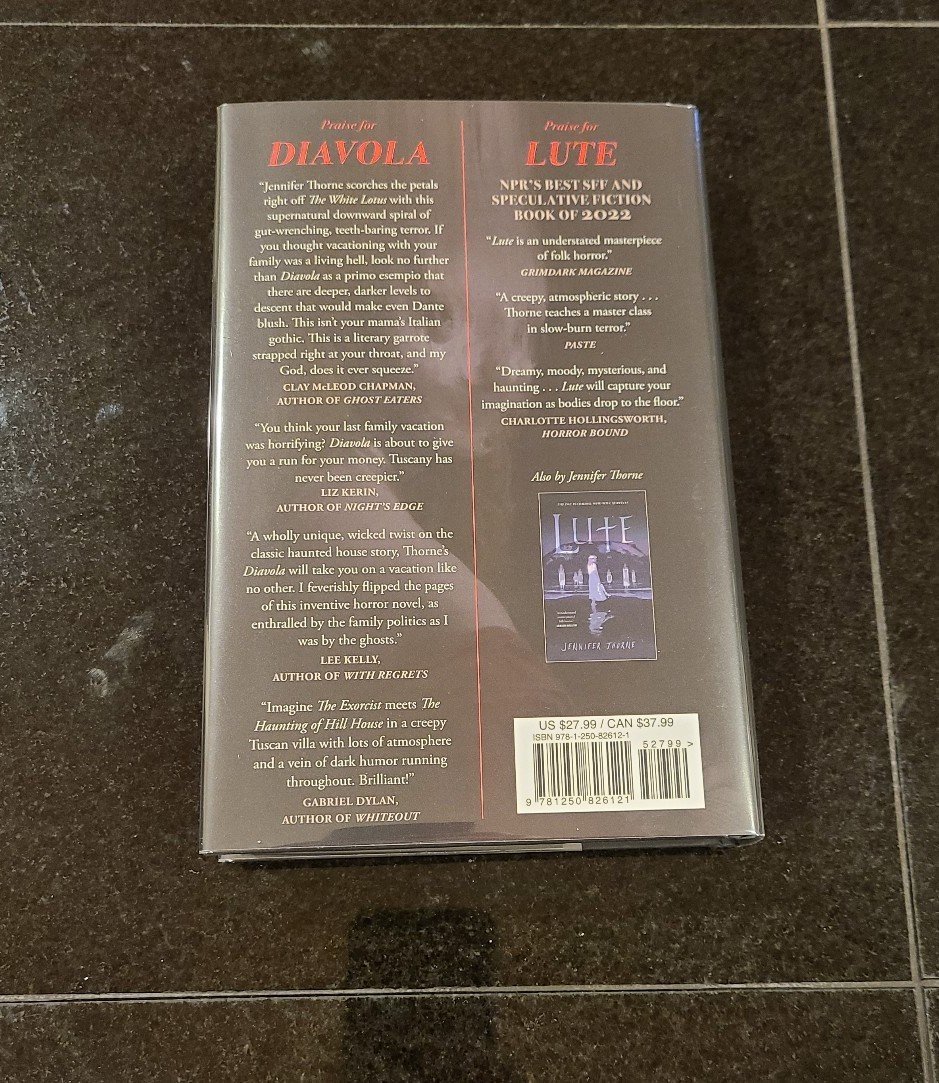 Praise for
DIAVOLA
“Jennifer Thorne scorches the petals
right off The White Lotus with this
supernatural downward spiral of
gut-wrenching, teeth-baring terror. If
you thought vacationing with your
family was a living hell, look no further
than Diavola as a primo esempio that
there are deeper, darker levels to
descent that would make even Dante
blush. This isn’t your mama’s Italian
gothic. This is a literary garrote
strapped right at your throat, and my
God, does it ever squeeze.”
CLAY McLEOD CHAPMAN,
AUTHOR OF GHOST EATERS
“You think your last family vacation
was horrifying? Diavola is about to give
you a run for your money. Tuscany has
never been creepier.”
LIZ KERIN,
AUTHOR OF NIGHT’S EDGE
“A wholly unique, wicked twist on the
classic haunted house story, Thorne’s
Diavola will take you on a vacation like
no other. I feverishly flipped the pages
of this inventive horror novel, as
enthralled by the family politics as I
was by the ghosts.”
LEE KELLY,
AUTHOR OF WITH REGRETS
“Imagine The Exorcist meets The
Haunting of Hill House in a creepy
Tuscan villa with lots of atmosphere
and a vein of dark humor running
throughout. Brilliant!”
GABRIEL DYLAN,
AUTHOR OF WHITEOUT
Praise for
LUTE
NPR’S BEST SFF AND
SPECULATIVE FICTION
BOOK OF 2022
“Lute is an understated masterpiece
of folk horror.”
GRIMDARK MAGAZINE
“A creepy, atmospheric story . . .
Thorne teaches a master class
in slow-burn terror.”
PASTE
“Dreamy, moody, mysterious, and
haunting . . . Lute will capture your
imagination as bodies drop to the floor.”
CHARLOTTE HOLLINGSWORTH,
HORROR BOUND
Also by Jennifer Thorne
LUTE
JENNIFER THORNE
US $27.99 / CAN $37.99
ISBN 978-1-250-82612-1
52799 >
9 781250 826121